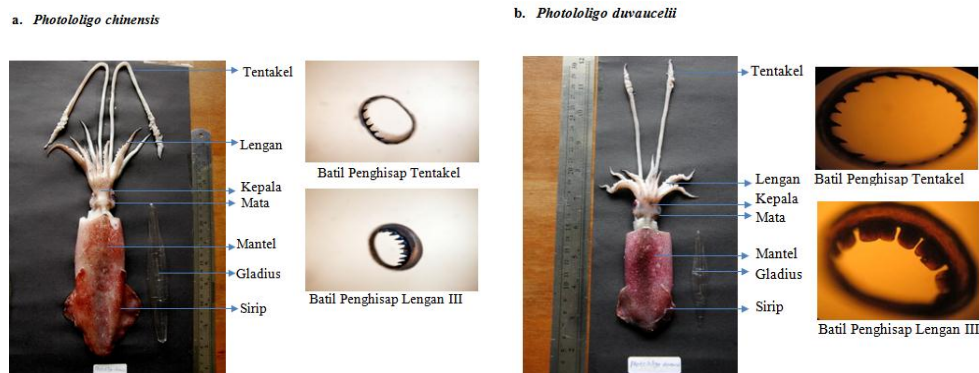 a. Photololigo chinensis
Tentakel
Lengan
Kepala
Mata
Mantel
Gladius
Sirip
Batil Penghisap Tentakel
Batil Penghisap Lengan III
b. Photololigo duvaucelii
Tentakel
Lengan
Kepala
Mata
Mantel
Gladius
Sirip
Batil Penghisap Tentakel
Batil Penghisap Lengan III